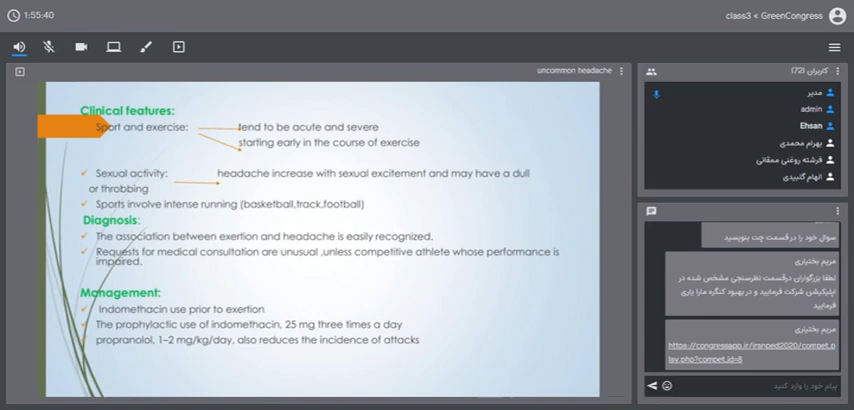 1:55:40
class3 « GreenCongress
uncommon headache
Clinical features:
Sport and exercise:
tend to be acute and severe
starting early in the course of exercise
Sexual activity:
headache increase with sexual excitement and may have a dull
or throbbing
Sports involve intense running (basketball,track,football)
Diagnosis:
The association between exertion and headache is easily recognized.
Requests for medical consultation are unusual ,unless competitive athlete whose performance is
impaired.
Management:
Indomethacin use prior to exertion
The prophylactic use of indomethacin, 25 mg three times a day
propranolol, 1–2 mg/kg/day, also reduces the incidence of attacks
کاربران (72)
مدیر
admin
Ehsan
بهرام محمدی
فرشته روغنی ممقانی
الهام گلبیدی
سوال خود را در قسمت چت بنویسید
مریم بختیاری
لطفا بزرگواران درقسمت نظرسنجی مشخص شده در
اپلیکیشن شرکت فرمایید و در بهبود کنگره مارا یاری
فرمایید
مریم بختیاری
https://congressapp.ir/iranped2020/compet_p
lay.php?compet_id=8
پیام خود را وارد کنید